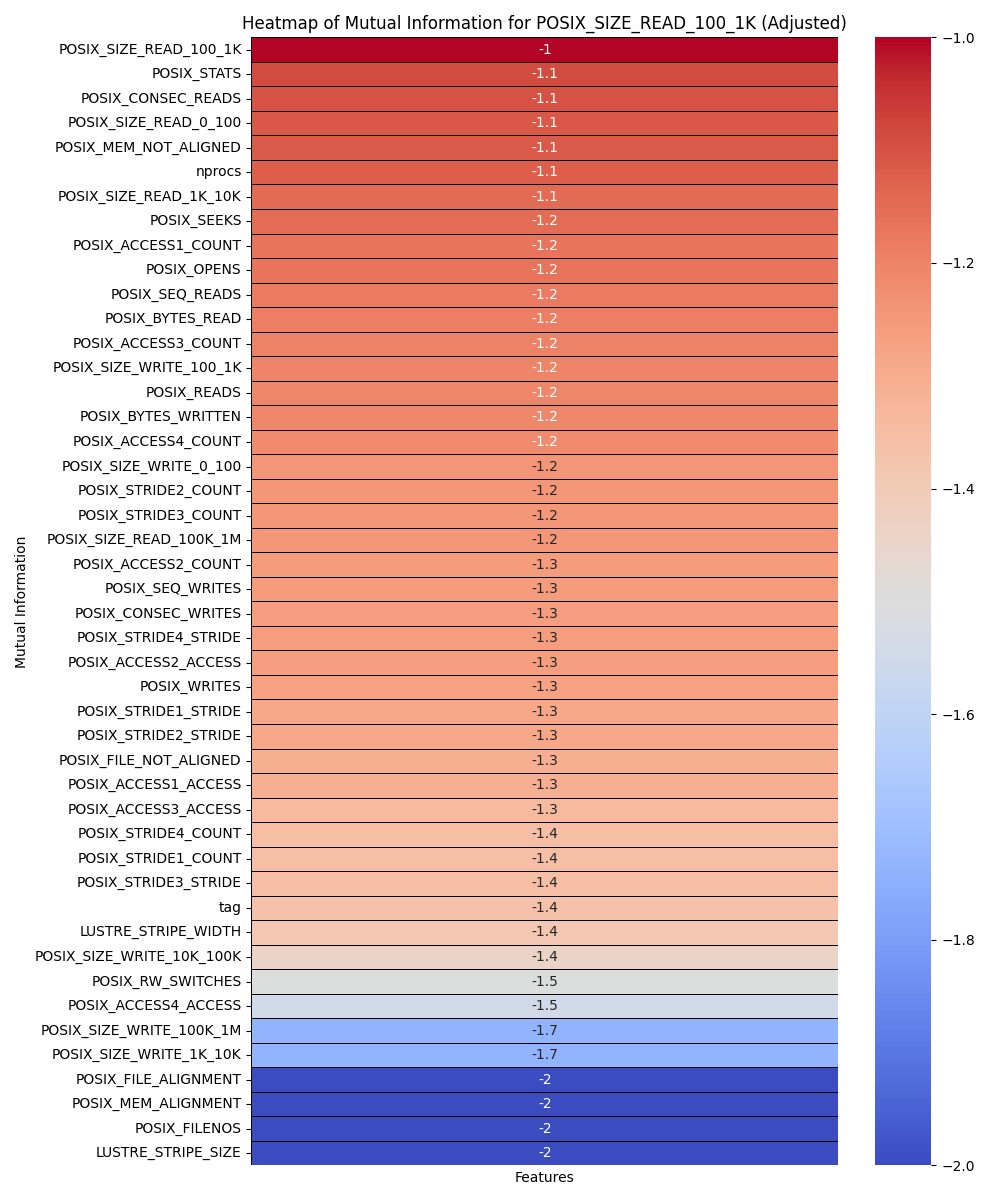 Heatmap of Mutual Information for POSIX_SIZE_READ_100_1K (Adjusted)
POSIX_SIZE_READ_100_1K -1
POSIX_STATS -1.1
POSIX_CONSEC_READS -1.1
POSIX_SIZE_READ_0_100 -1.1
POSIX_MEM_NOT_ALIGNED -1.1
nprocs -1.1
POSIX_SIZE_READ_1K_10K -1.1
POSIX_SEEKS -1.2
POSIX_ACCESS1_COUNT -1.2
POSIX_OPENS -1.2
POSIX_SEQ_READS -1.2
POSIX_BYTES_READ -1.2
POSIX_ACCESS3_COUNT -1.2
POSIX_SIZE_WRITE_100_1K -1.2
POSIX_READS -1.2
POSIX_BYTES_WRITTEN -1.2
POSIX_ACCESS4_COUNT -1.2
POSIX_SIZE_WRITE_0_100 -1.2
POSIX_STRIDE2_COUNT -1.2
POSIX_STRIDE3_COUNT -1.2
POSIX_SIZE_READ_100K_1M -1.2
POSIX_ACCESS2_COUNT -1.3
POSIX_SEQ_WRITES -1.3
POSIX_CONSEC_WRITES -1.3
POSIX_STRIDE4_STRIDE -1.3
POSIX_ACCESS2_ACCESS -1.3
POSIX_WRITES -1.3
POSIX_STRIDE1_STRIDE -1.3
POSIX_STRIDE2_STRIDE -1.3
POSIX_FILE_NOT_ALIGNED -1.3
POSIX_ACCESS1_ACCESS -1.3
POSIX_ACCESS3_ACCESS -1.3
POSIX_STRIDE4_COUNT -1.4
POSIX_STRIDE1_COUNT -1.4
POSIX_STRIDE3_STRIDE -1.4
tag -1.4
LUSTRE_STRIPE_WIDTH -1.4
POSIX_SIZE_WRITE_10K_100K -1.4
POSIX_RW_SWITCHES -1.5
POSIX_ACCESS4_ACCESS -1.5
POSIX_SIZE_WRITE_100K_1M -1.7
POSIX_SIZE_WRITE_1K_10K -1.7
POSIX_FILE_ALIGNMENT -2
POSIX_MEM_ALIGNMENT -2
POSIX_FILENOS -2
LUSTRE_STRIPE_SIZE -2
Mutual Information
Features
−1.0
−1.2
−1.4
−1.6
−1.8
−2.0